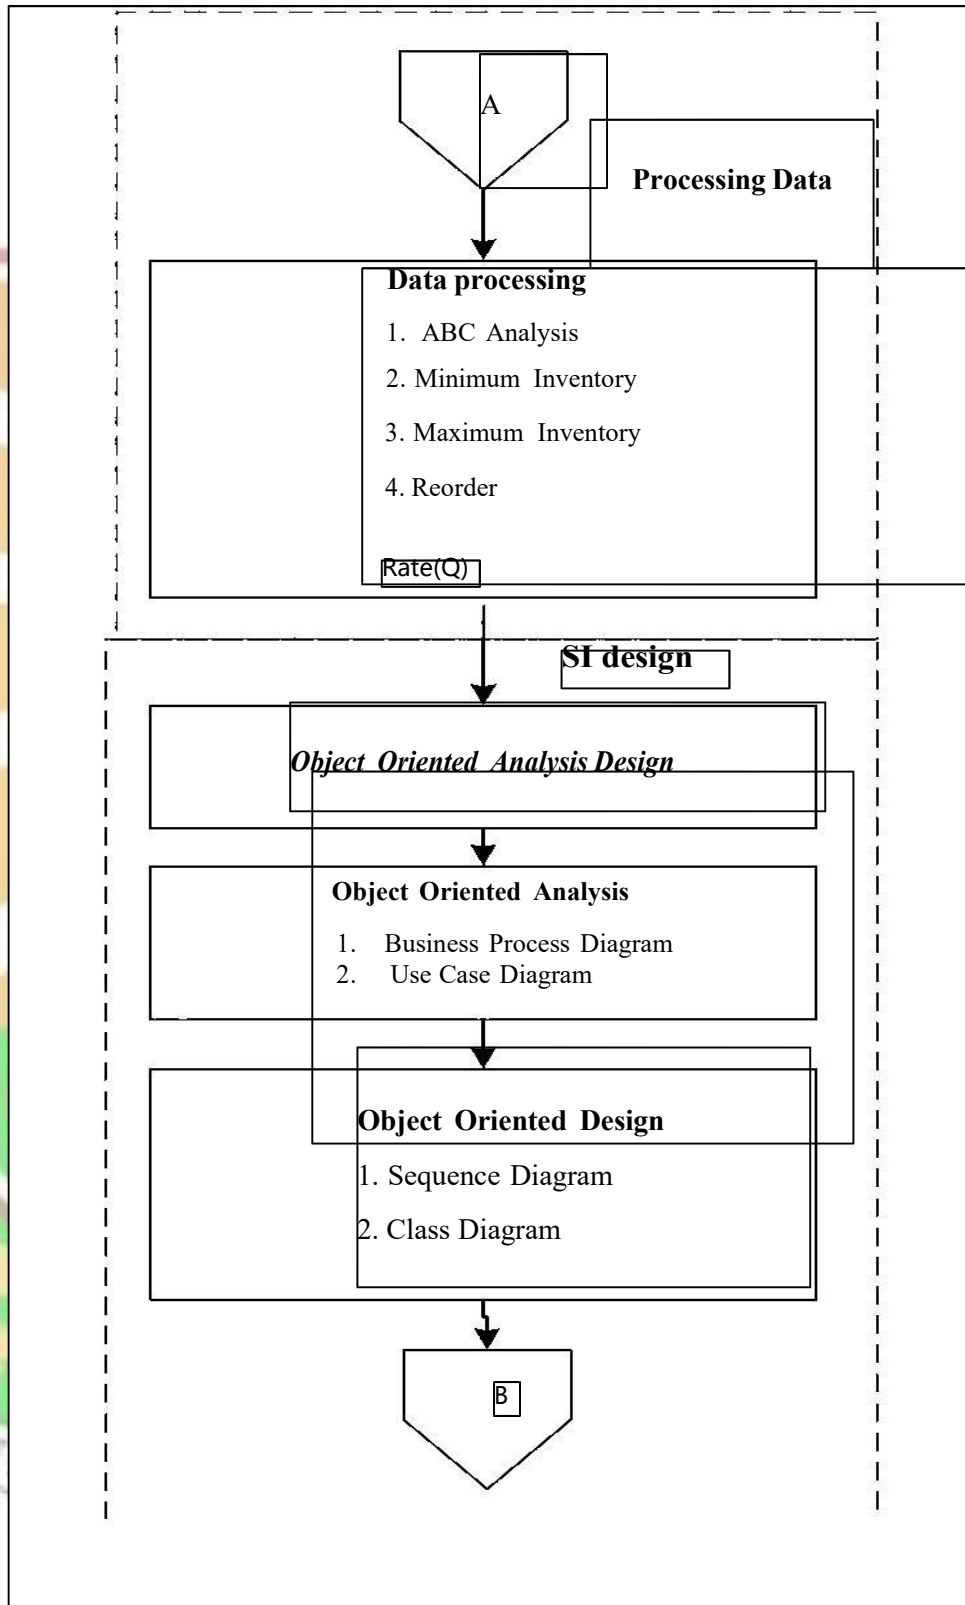 A
Processing Data
Data processing
1. ABC Analysis
2. Minimum Inventory
3. Maximum Inventory
4. Reorder
Rate(Q)
SI design
Object Oriented Analysis Design
Object Oriented Analysis
1. Business Process Diagram
2. Use Case Diagram
Object Oriented Design
1. Sequence Diagram
2. Class Diagram
B